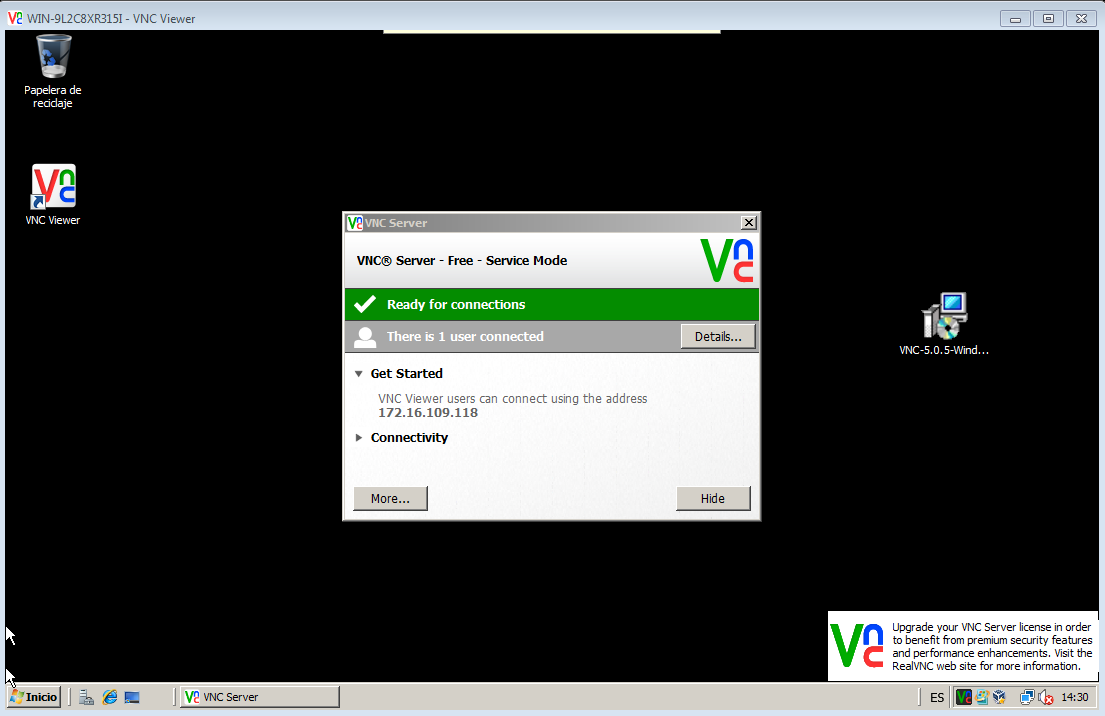 WIN-9L2C8XR315I - VNC Viewer
Papelera de
reciclaje
VNC Viewer
VNC Server
VNC® Server - Free - Service Mode
Ready for connections
There is 1 user connected
Details...
Get Started
VNC Viewer users can connect using the address
172.16.109.118
Connectivity
More...
Hide
VNC-5.0.5-Wind...
Upgrade your VNC Server license in order
to benefit from premium security features
and performance enhancements. Visit the
RealVNC web site for more information.
Inicio
VNC Server
ES
14:30